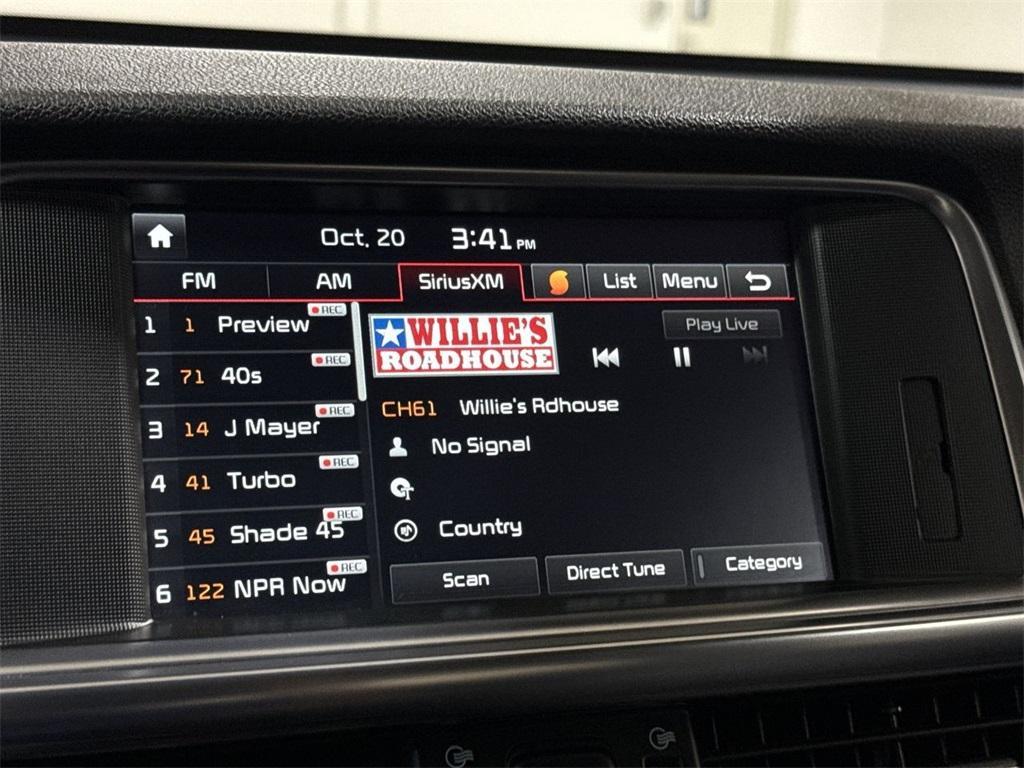 Oct. 20 3:41 PM
FM AM SiriusXM List Menu
1 1 Preview REC
2 71 40s REC
3 14 J Mayer REC
4 41 Turbo REC
5 45 Shade 45 REC
6 122 NPR Now REC
WILLIE'S
ROADHOUSE
Play Live
CH61 Willie's Rdhouse
No Signal
Country
Scan Direct Tune Category